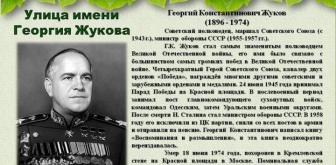 Улица имени
Георгия Жукова
Георгий Константинович Жуков
(1896 - 1974)
Советский полководец, маршал Советского Союза (с
1943г.), министр обороны СССР (1955-1957гг.).
Г.К. Жуков стал самым знаменитым полководцем
Великой Отечественной войны, его имя было связано с
большинством самых громких побед в Великой Отечественной
войне. Четырежды Герой Советского Союза, кавалер двух
орденов «Победа», награждён многими другими советскими и
зарубежными орденами и медалями. 24 июня 1945 принимал
Парад Победы на Красной площади. В послевоенный период
занимал пост главнокомандующего сухопутных войск,
командовал Одесским, затем Уральским военными округами.
После смерти И. Сталина стал министром обороны СССР. В 1958
году его исключили из ЦК партии, сняли со всех постов в армии
и отправили на пенсию. Георгий Константинович написал книгу
«Воспоминания и размышления», и эта книга неоднократно
переиздавалась.
Умер 18 июня 1974 года, похоронен в Кремлевской
стене на Красной площади в Москве.